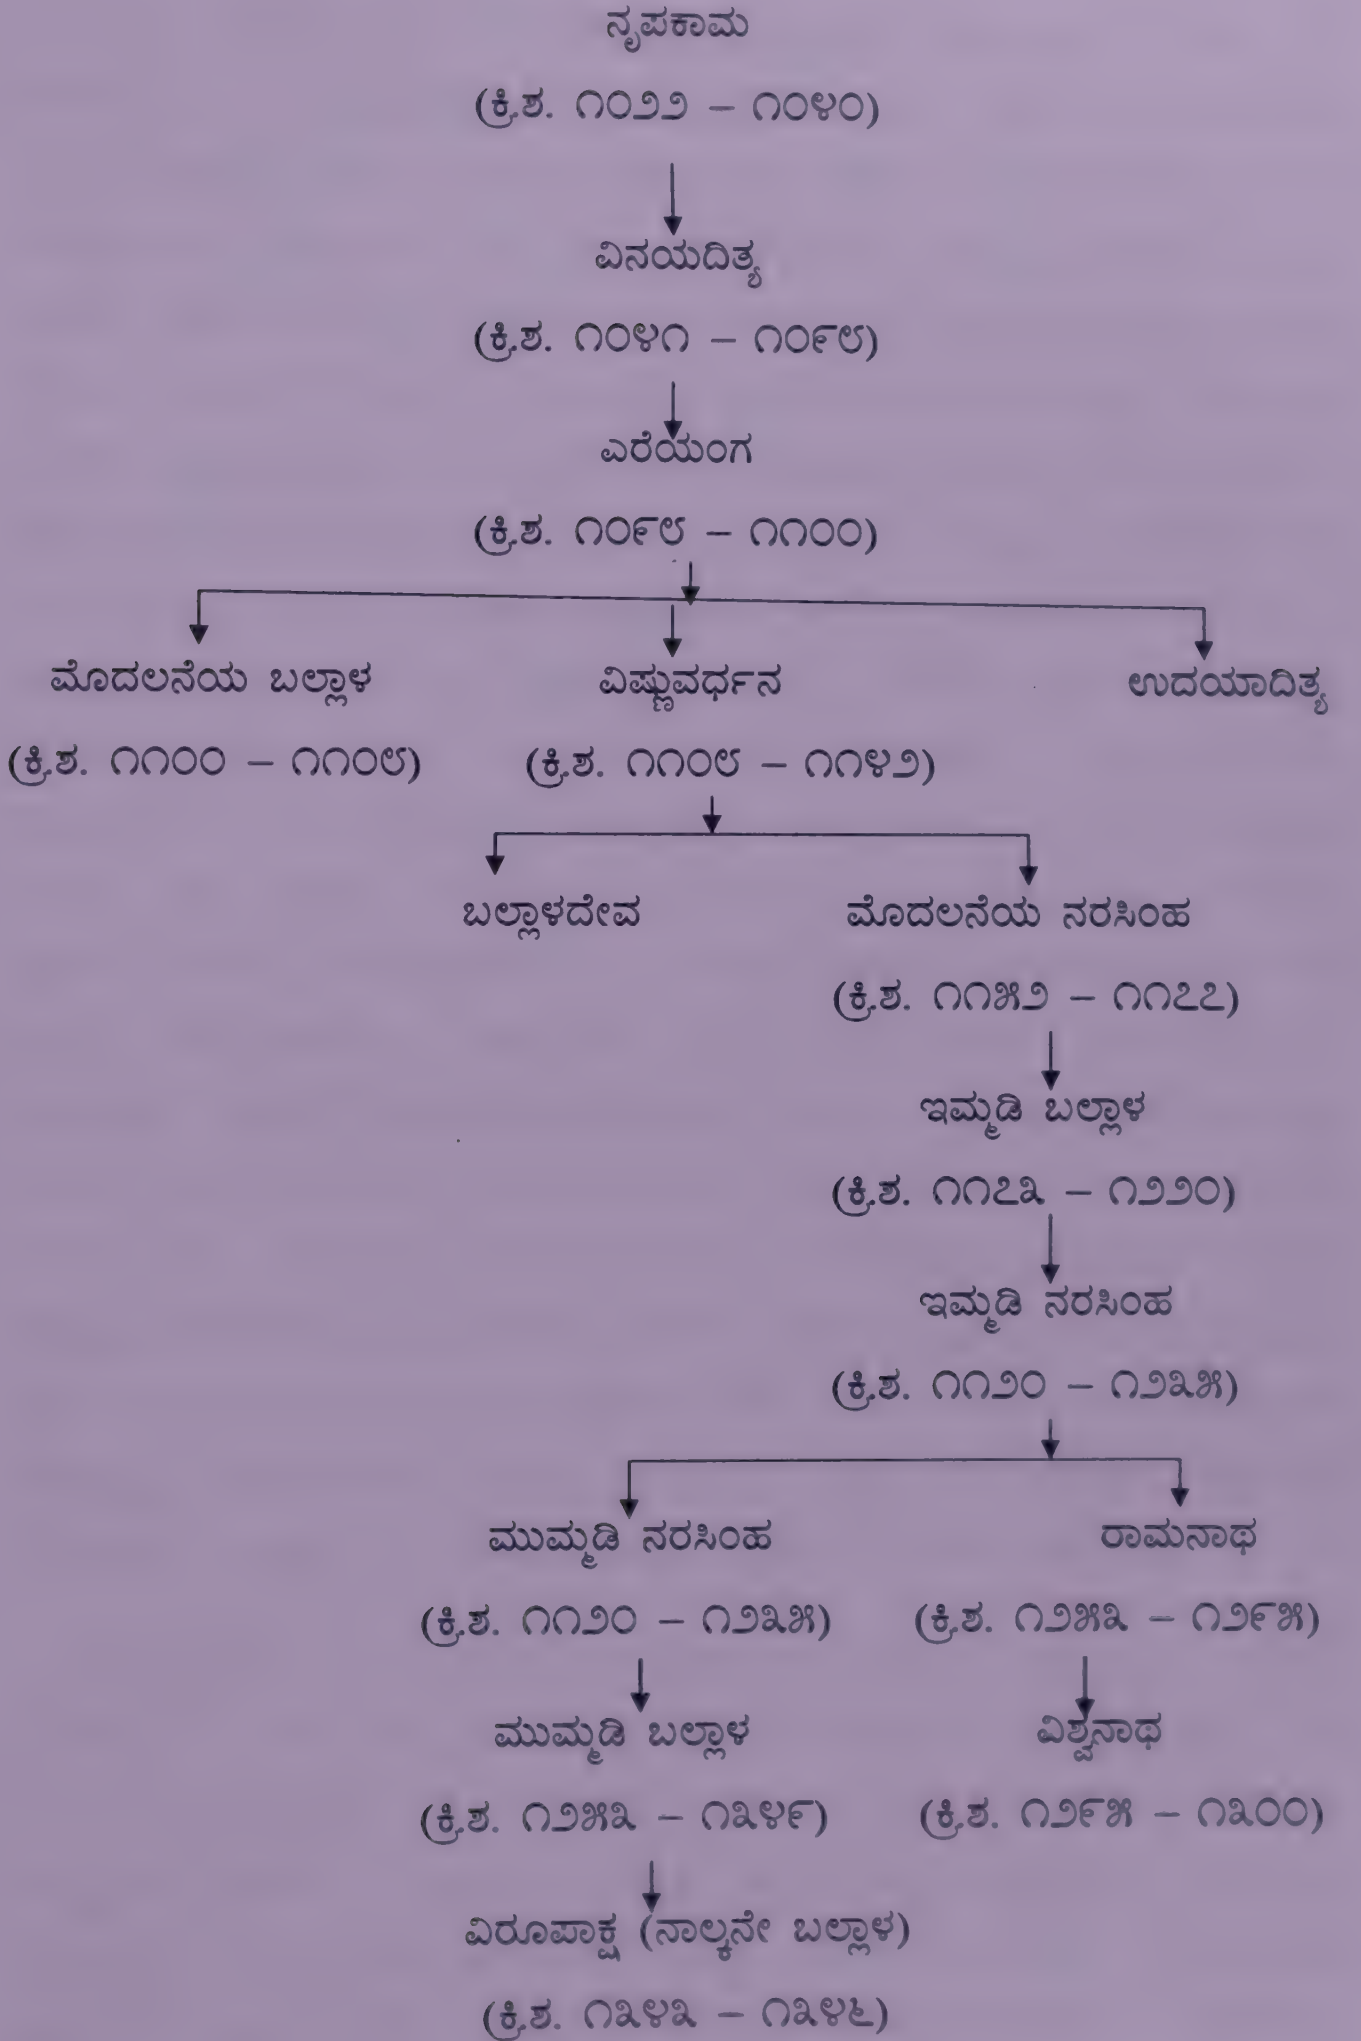 ನೃಪಕಾಮ
(ಕ್ರಿ.ಶ. ೧೦೨೨ – ೧೦೪೦)
ವಿನಯದಿತ್ಯ
(ಕ್ರಿ.ಶ. ೧೦೪೧ – ೧೦೯೮)
ಎರೆಯಂಗ
(ಕ್ರಿ.ಶ. ೧೦೯೮ – ೧೧೦೦)
ಮೊದಲನೆಯ ಬಲ್ಲಾಳ ವಿಷ್ಣುವರ್ಧನ ಉದಯಾದಿತ್ಯ
(ಕ್ರಿ.ಶ. ೧೧೦೦ – ೧೧೦೮) (ಕ್ರಿ.ಶ. ೧೧೦೮ – ೧೧೪೨)
ಬಲ್ಲಾಳದೇವ ಮೊದಲನೆಯ ನರಸಿಂಹ
(ಕ್ರಿ.ಶ. ೧೧೫೨ – ೧೧೭೭)
ಇಮ್ಮಡಿ ಬಲ್ಲಾಳ
(ಕ್ರಿ.ಶ. ೧೧೭೩ – ೧೨೨೦)
ಇಮ್ಮಡಿ ನರಸಿಂಹ
(ಕ್ರಿ.ಶ. ೧೧೨೦ – ೧೨೩೫)
ಮುಮ್ಮಡಿ ನರಸಿಂಹ ರಾಮನಾಥ
(ಕ್ರಿ.ಶ. ೧೧೨೦ – ೧೨೩೫) (ಕ್ರಿ.ಶ. ೧೨೫೩ – ೧೨೯೫)
ಮುಮ್ಮಡಿ ಬಲ್ಲಾಳ ವಿಶ್ವನಾಥ
(ಕ್ರಿ.ಶ. ೧೨೫೩ – ೧೩೪೯) (ಕ್ರಿ.ಶ. ೧೨೯೫ – ೧೩೦೦)
ವಿರೂಪಾಕ್ಷ (ನಾಲ್ಕನೇ ಬಲ್ಲಾಳ)
(ಕ್ರಿ.ಶ. ೧೩೪೩ – ೧೩೪೬)